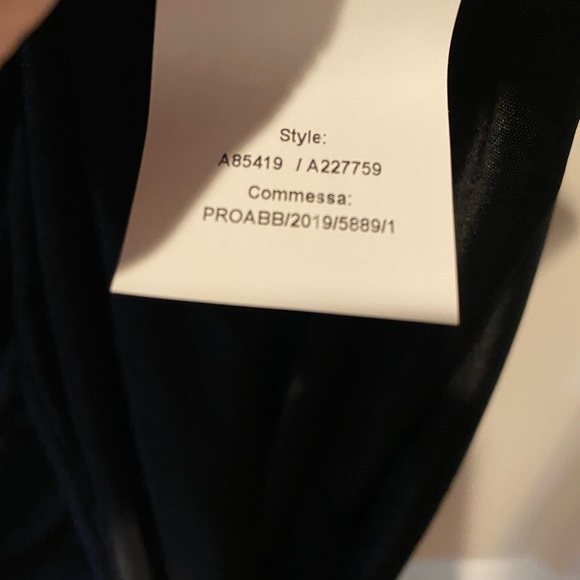 Style:
A85419 / A227759
Commessa:
PROABB/2019/5889/1